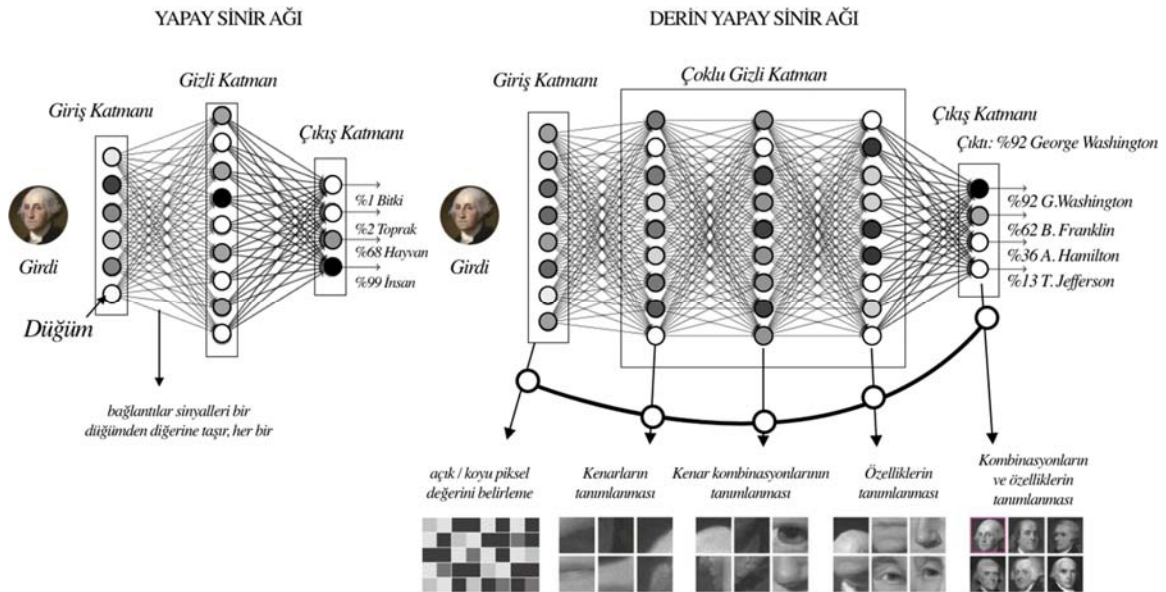 YAPAY SİNİR AĞI
Gizli Katman
Giriş Katmanı
Çıkış Katmanı
Girdi
%1 Bitki
%2 Toprak
%68 Hayvan
%99 İnsan
Düğüm
bağlantılar sinyalleri bir
düğümden diğerine taşır, her bir
DERİN YAPAY SİNİR AĞI
Giriş Katmanı
Çoklu Gizli Katman
Çıkış Katmanı
Çıktı: %92 George Washington
Girdi
%92 G.Washington
%62 B. Franklin
%36 A. Hamilton
%13 T. Jefferson
açık / koyu piksel
değerini belirleme
Kenarların
tanımlanması
Kenar kombinasyonlarının
tanımlanması
Özelliklerin
tanımlanması
Kombinasyonların
ve özelliklerin
tanımlanması